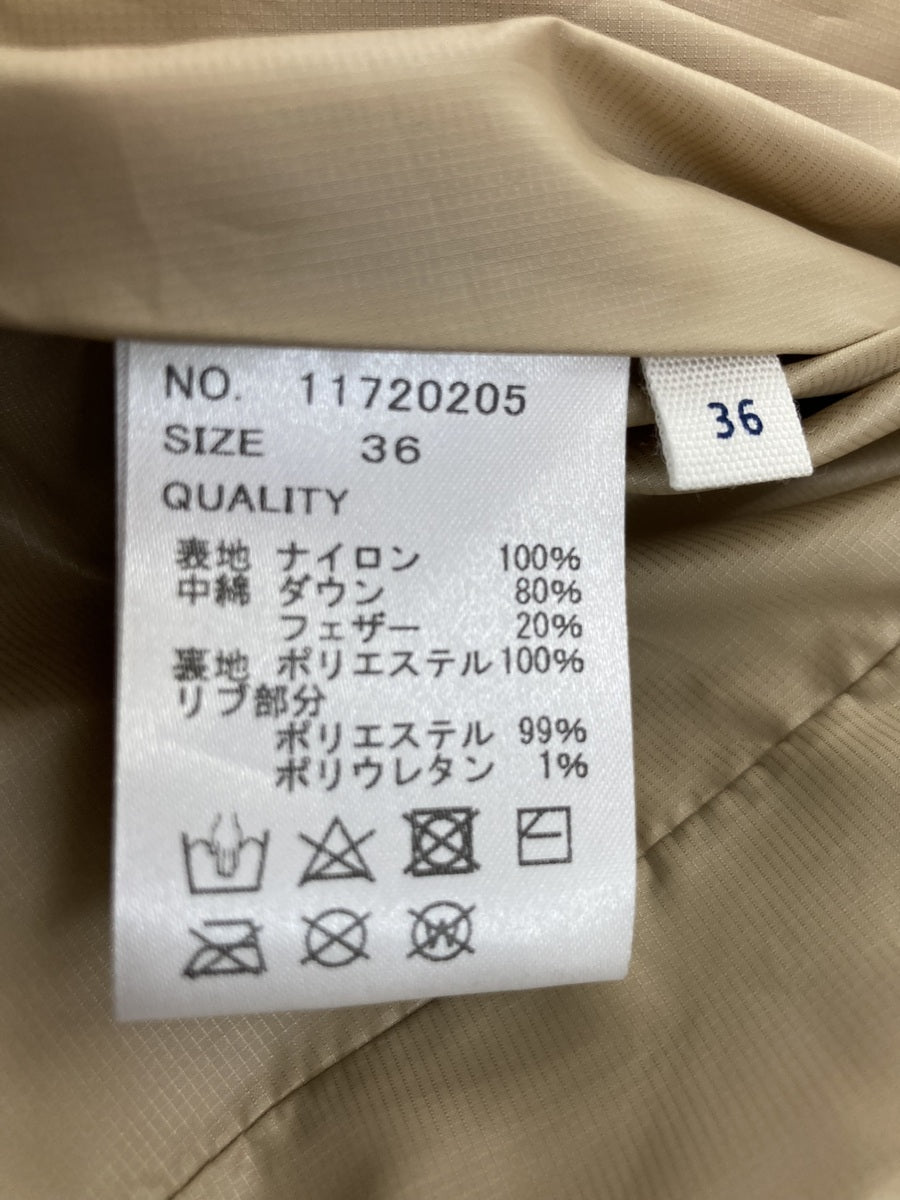 NO. 11720205
SIZE 36
QUALITY
表地 ナイロン 100%
中綿 ダウン 80%
フェザー 20%
裏地 ポリエステル 100%
リブ部分
ポリエステル 99%
ポリウレタン 1%
W
36